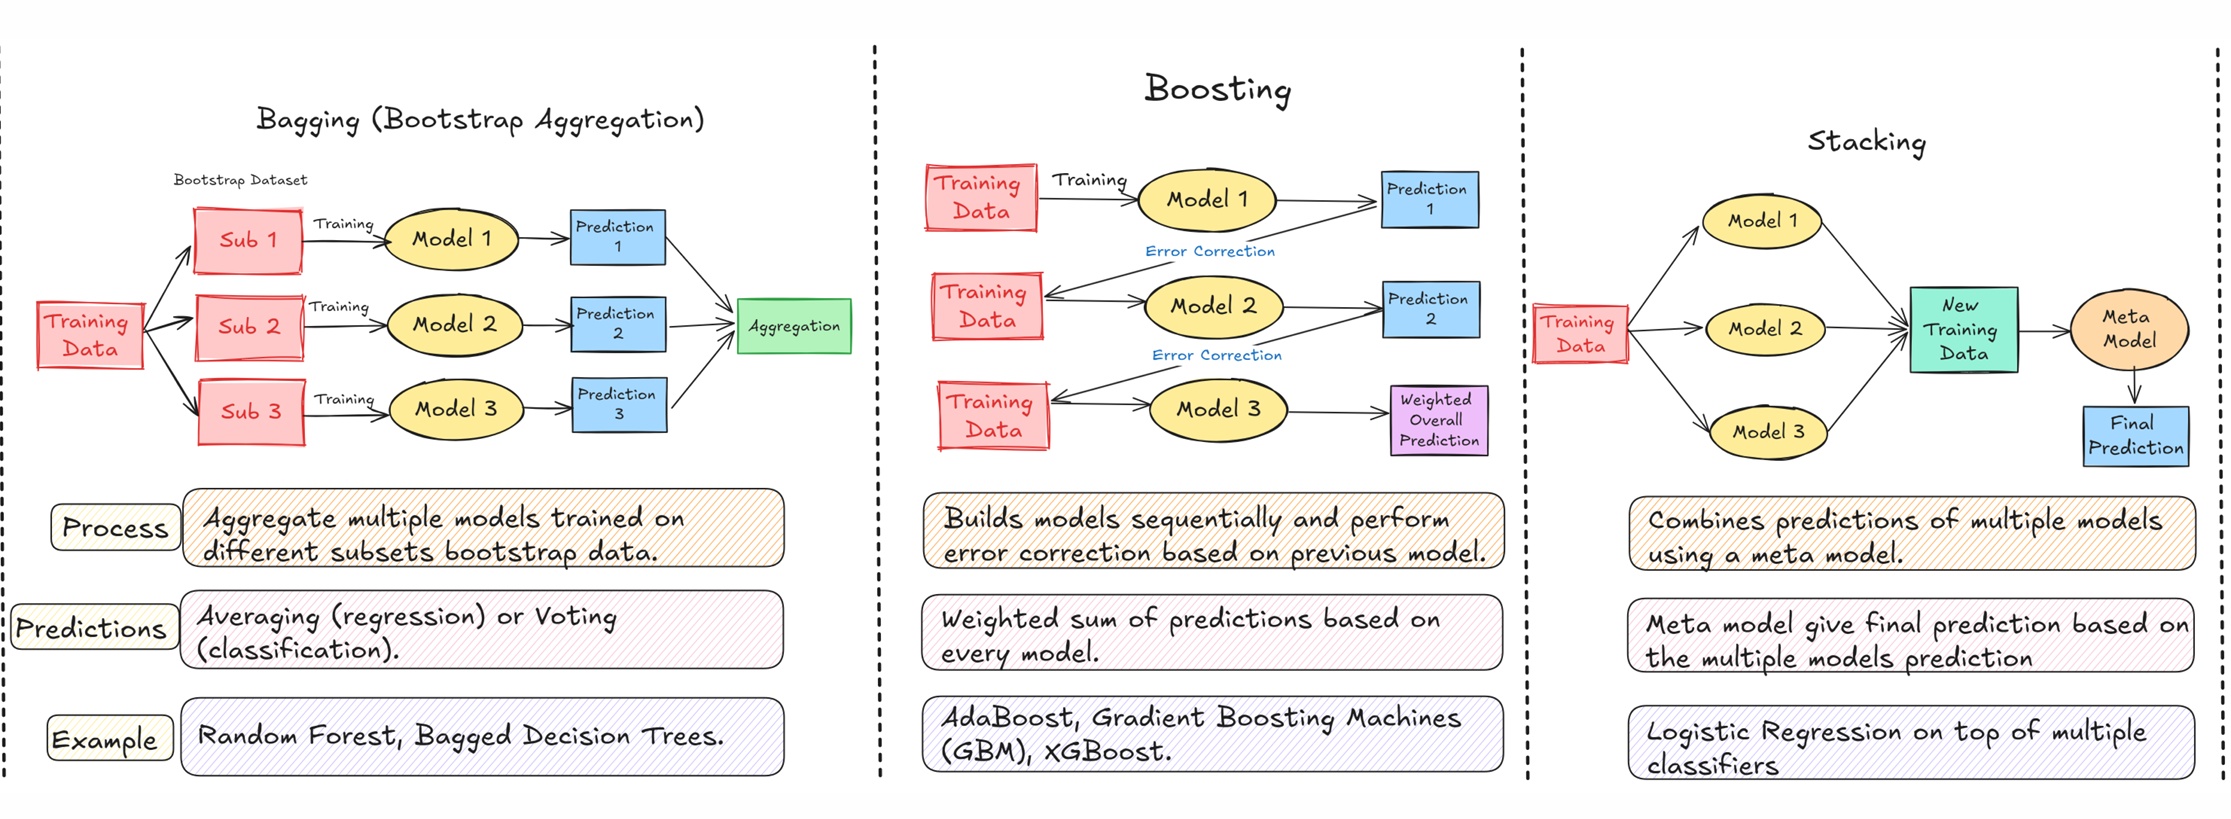 Bagging (Bootstrap Aggregation)
Bootstrap Dataset
Training
Data
Sub 1
Sub 2
Sub 3
Training
Training
Training
Model 1
Model 2
Model 3
Prediction
1
Prediction
2
Prediction
3
Aggregation
Process
Aggregate multiple models trained on
different subsets bootstrap data.
Predictions
Averaging (regression) or Voting
(classification).
Example
Random Forest, Bagged Decision Trees.
Boosting
Training
Data
Training
Model 1
Prediction
1
Error Correction
Training
Data
Model 2
Prediction
2
Error Correction
Training
Data
Model 3
Weighted
Overall
Prediction
Builds models sequentially and perform
error correction based on previous model.
Weighted sum of predictions based on
every model.
AdaBoost, Gradient Boosting Machines
(GBM), XGBoost.
Stacking
Training
Data
Model 1
Model 2
Model 3
New
Training
Data
Meta
Model
Final
Prediction
Combines predictions of multiple models
using a meta model.
Meta model give final prediction based on
the multiple models prediction
Logistic Regression on top of multiple
classifiers